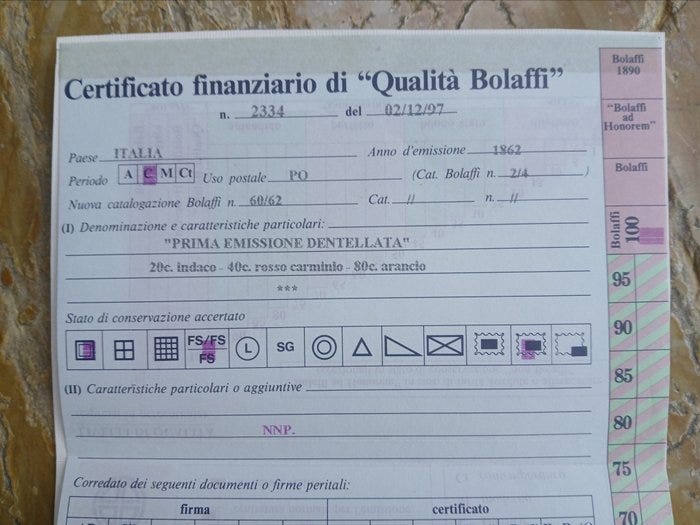 Certificato finanziario di “Qualità Bolaffi”
n. 2334 del 02/12/97
Paese ITALIA Anno d'emissione 1862
Periodo A C M Ct Uso postale PO (Cat. Bolaffi n. 2/4 )
Nuova catalogazione Bolaffi n. 60/62 Cat. // n. //
(I) Denominazione e caratteristiche particolari:
"PRIMA EMISSIONE DENTELLATA"
20c. indaco - 40c. rosso carminio - 80c. arancio
***
Stato di conservazione accertato
FS/FS
FS
L
SG
(II) Caratteristiche particolari o aggiuntive
NNP.
Corredato dei seguenti documenti o firme peritali:
firma certificato
Bolaffi
1890
“Bolaffi
ad
Honorem”
Bolaffi
Bolaffi
100
95
90
85
80
75
70